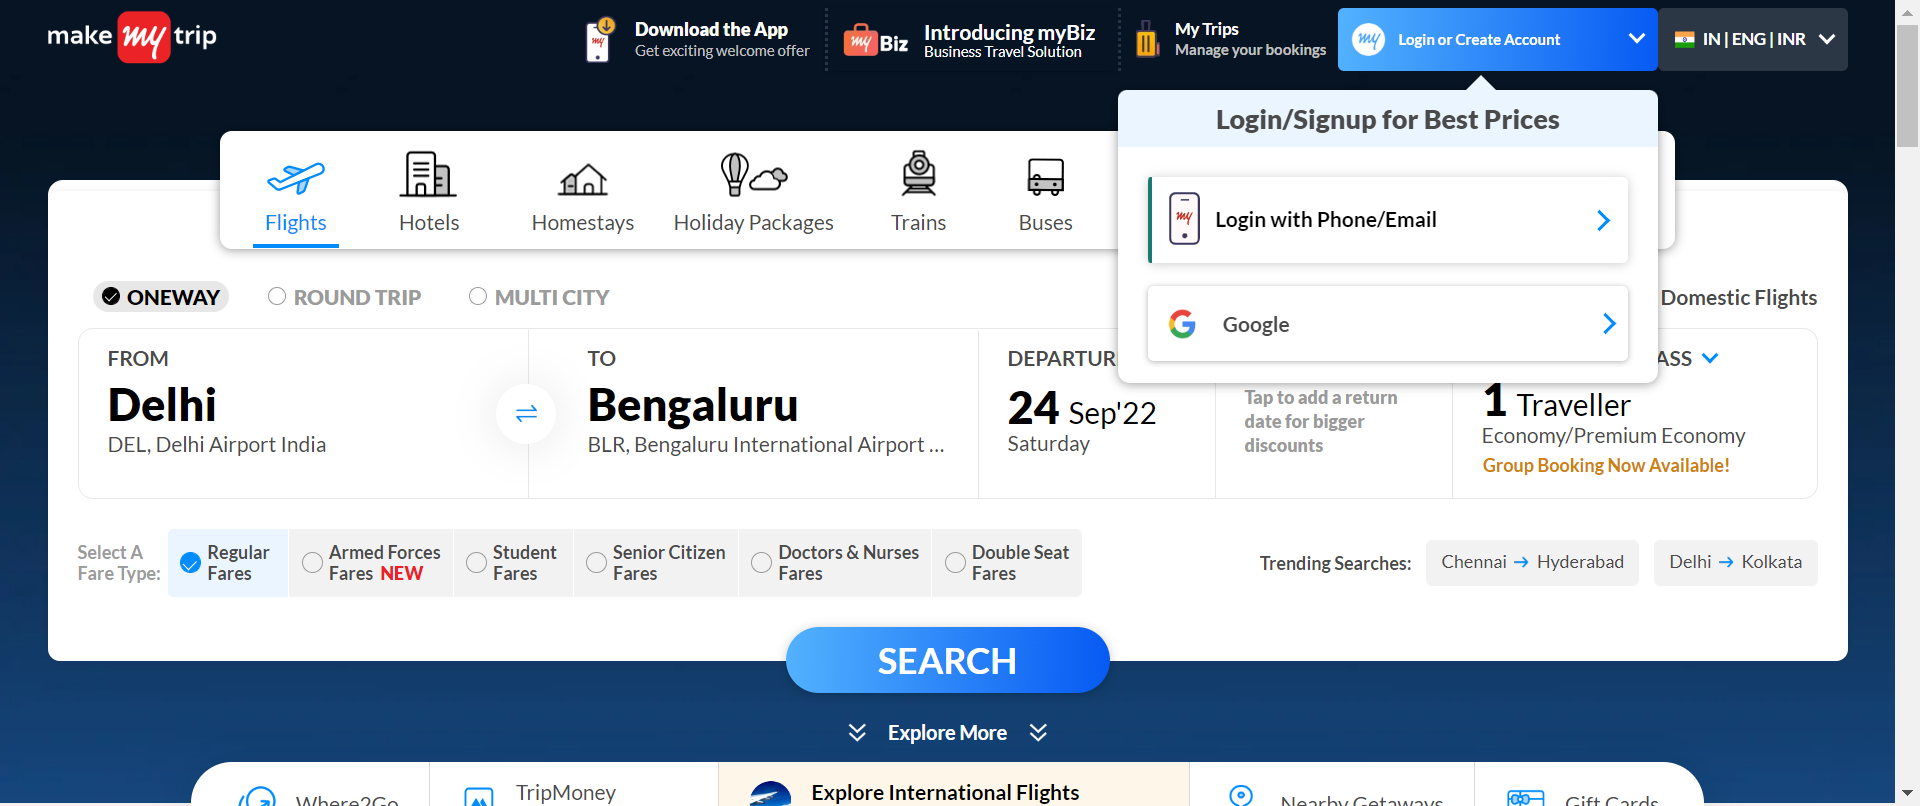 make my trip
Download the App
Get exciting welcome offer
my Biz
Introducing myBiz
Business Travel Solution
My Trips
Manage your bookings
my Login or Create Account
IN | ENG | INR
Login/Signup for Best Prices
my Login with Phone/Email
Google
Flights
Hotels
Homestays
Holiday Packages
Trains
Buses
ONEWAY
ROUND TRIP
MULTI CITY
Domestic Flights
FROM
Delhi
DEL, Delhi Airport India
TO
Bengaluru
BLR, Bengaluru International Airport ...
DEPARTUR
24 Sep'22
Saturday
Tap to add a return
date for bigger
discounts
ASS
1 Traveller
Economy/Premium Economy
Group Booking Now Available!
Select A
Fare Type:
Regular
Fares
Armed Forces
Fares NEW
Student
Fares
Senior Citizen
Fares
Doctors & Nurses
Fares
Double Seat
Fares
Trending Searches:
Chennai → Hyderabad
Delhi → Kolkata
SEARCH
Explore More
Where2Go
TripMoney
Explore International Flights
Nearby Getaways
Gift Cards